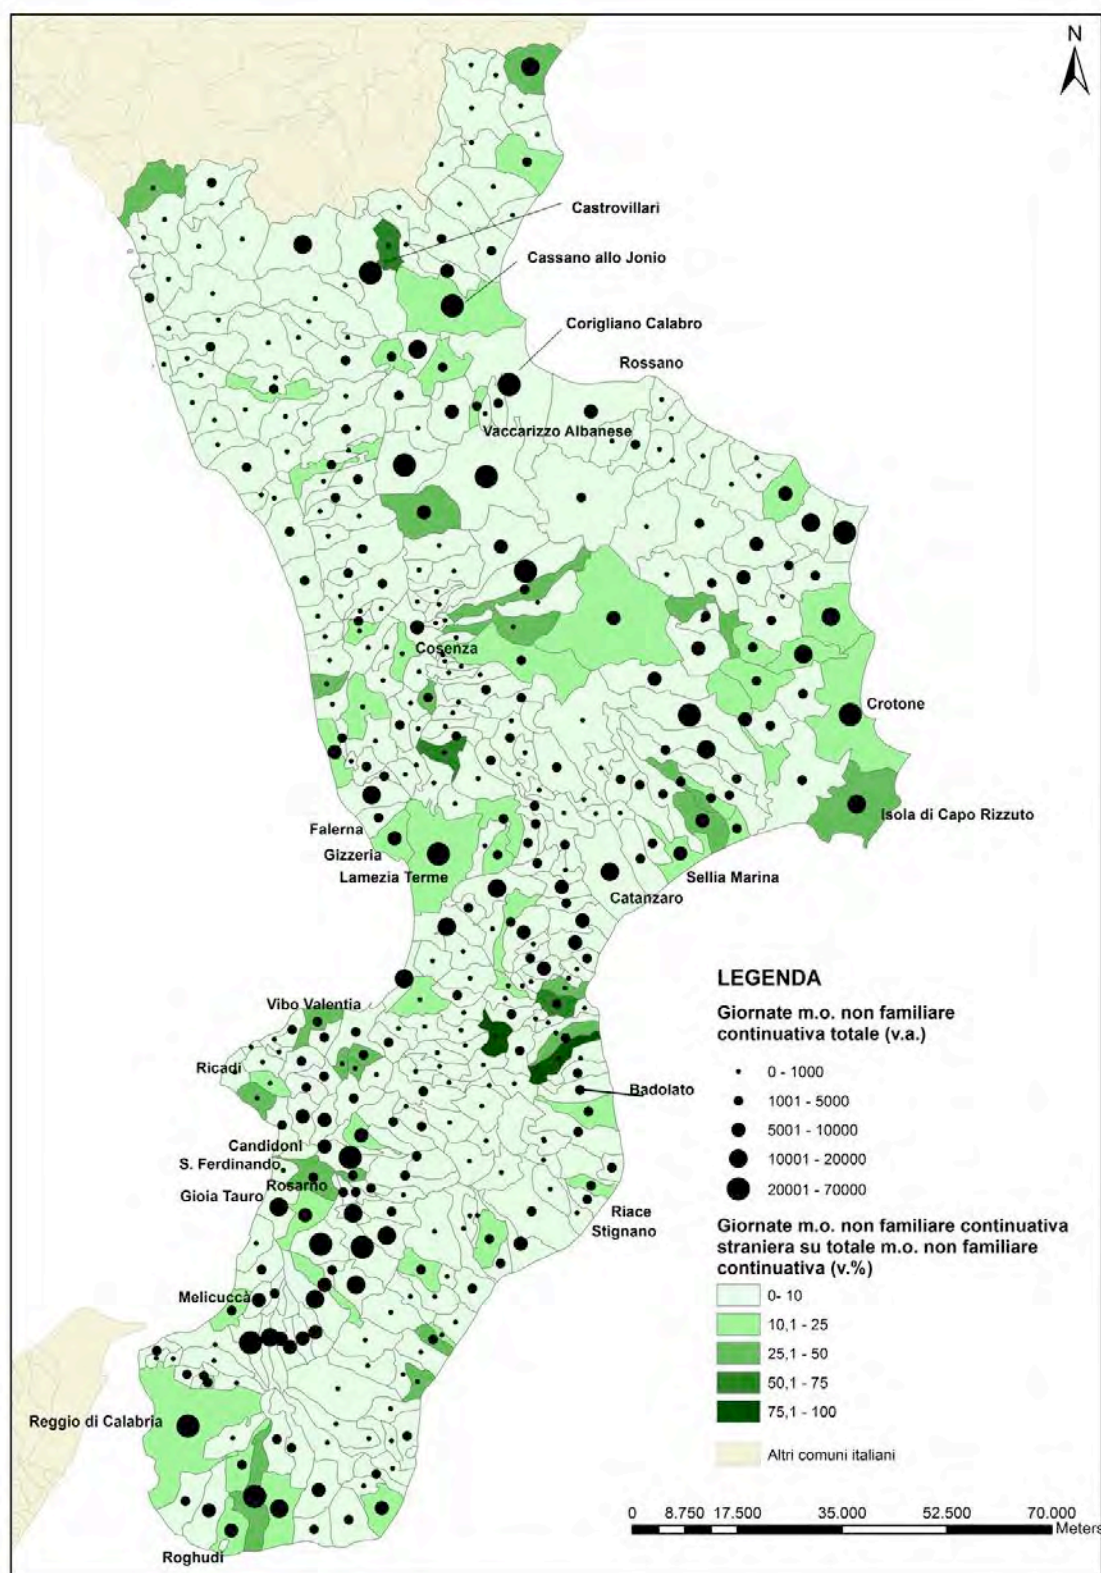 N
Castrovillari
Cassano allo Jonio
Corigliano Calabro
Rossano
Vaccarizzo Albanese
Cosenza
Crotone
Isola di Capo Rizzuto
Falerna
Gizzeria
Lamezia Terme
Sellia Marina
Catanzaro
Vibo Valentia
Ricadi
Badolato
Candidoni
S. Ferdinando
Rosarno
Gioia Tauro
Riace
Stignano
Melicuccà
Reggio di Calabria
Roghudi
LEGENDA
Giornate m.o. non familiare
continuativa totale (v.a.)
0 - 1000
1001 - 5000
5001 - 10000
10001 - 20000
20001 - 70000
Giornate m.o. non familiare continuativa
straniera su totale m.o. non familiare
continuativa (v.%)
0- 10
10,1 - 25
25,1 - 50
50,1 - 75
75,1 - 100
Altri comuni italiani
0 8.750 17.500 35.000 52.500 70.000
Meters